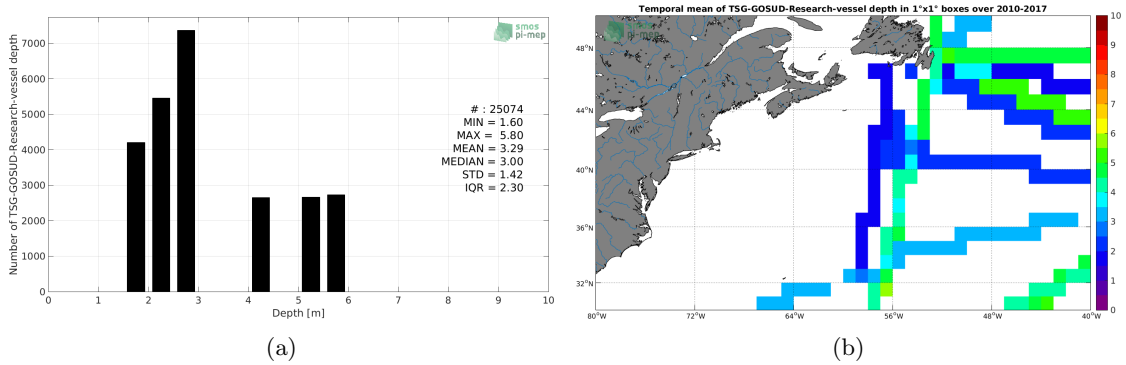 Number of TSG-GOSUD-Research-vessel depth
7000
6000
5000
4000
3000
2000
1000
0
0 1 2 3 4 5 6 7 8 9 10
Depth [m]
smos
pi-mep
# : 25074
MIN = 1.60
MAX = 5.80
MEAN = 3.29
MEDIAN = 3.00
STD = 1.42
IQR = 2.30
(a)
Temporal mean of TSG-GOSUD-Research-vessel depth in 1°x1° boxes over 2010-2017
smos
pi-mep
48°N
44°N
40°N
36°N
32°N
80°W 72°W 64°W 56°W 48°W 40°W
10
9
8
7
6
5
4
3
2
1
0
(b)